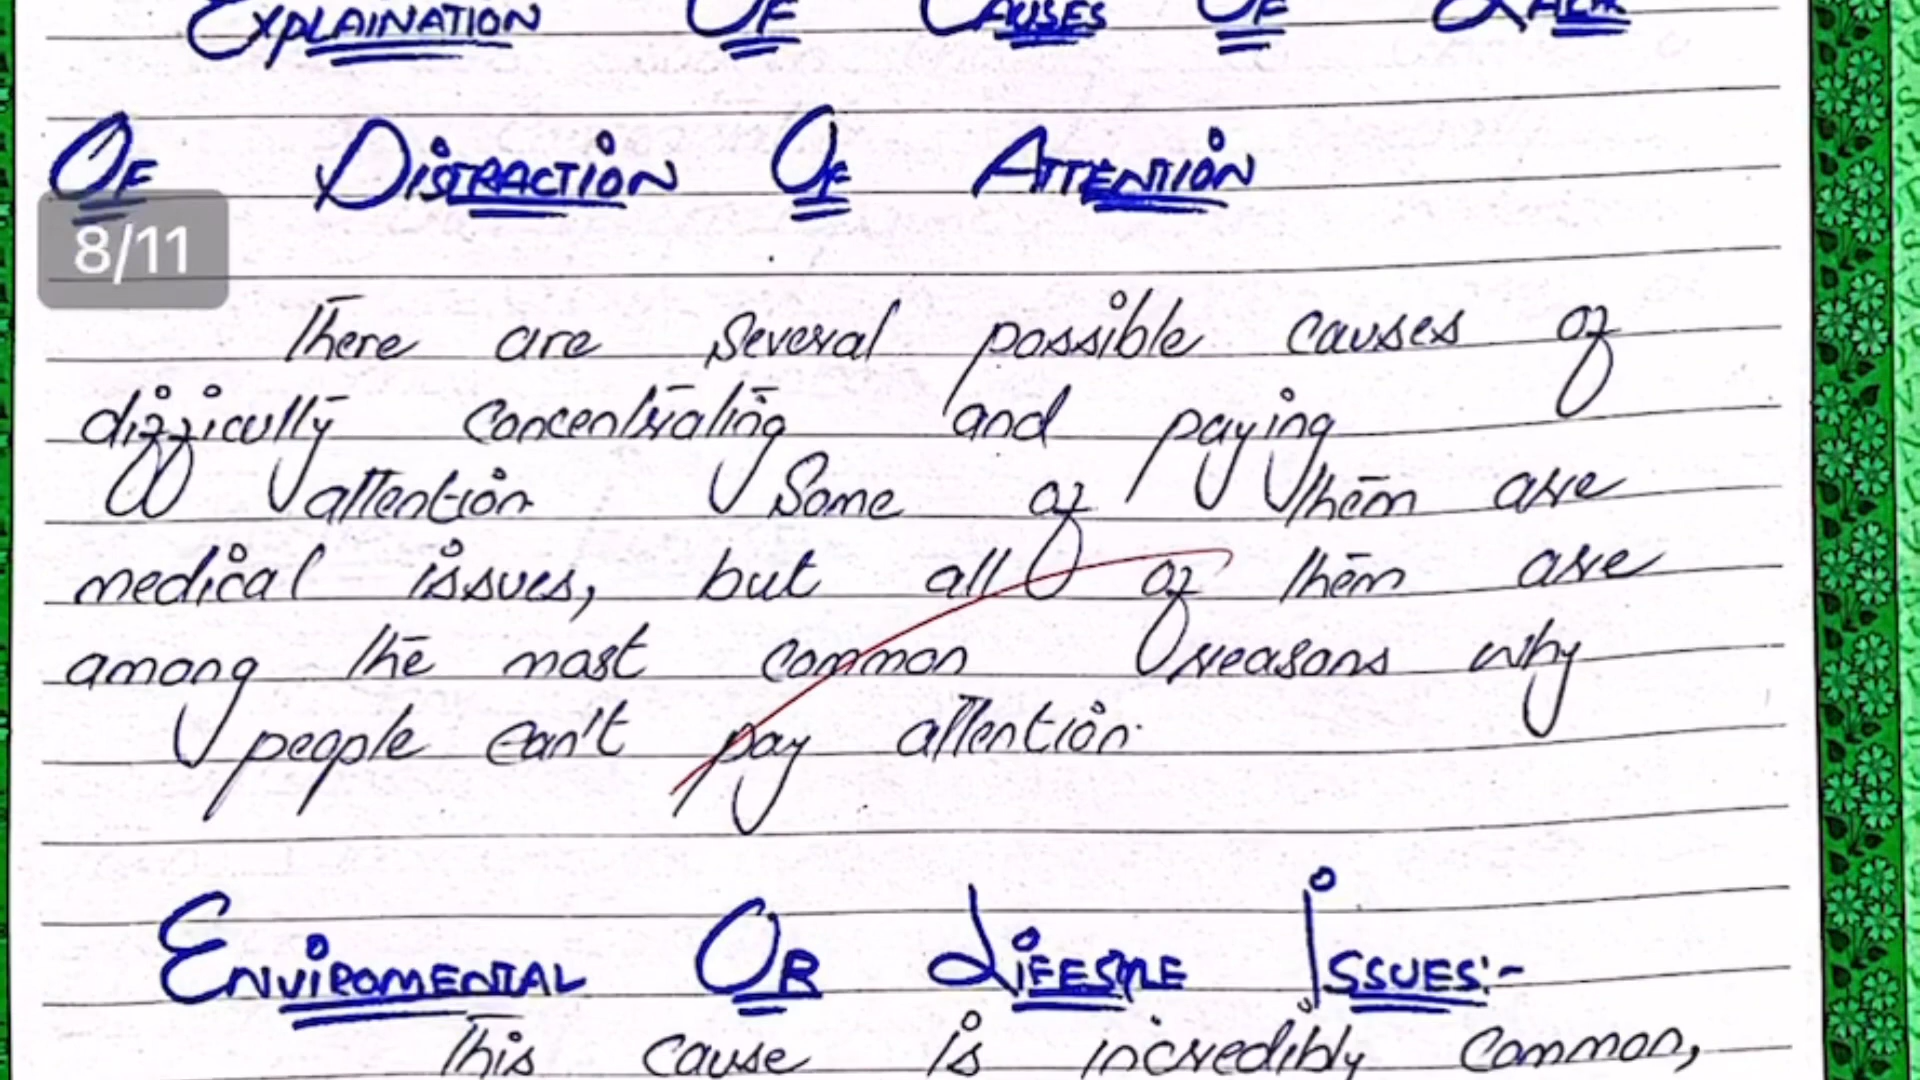 EXPLAINATION OF CAUSES OF LACK
OF DISTRACTION OF ATTENTION
8/11
There are several possible causes of
difficulty concentrating and paying
attention Some of them are
medical issues, but all of them are
among the most common reasons why
people can't pay attention.
ENVIROMENTAL OR LIFESTYLE ISSUES:-
This cause is incredibly common,